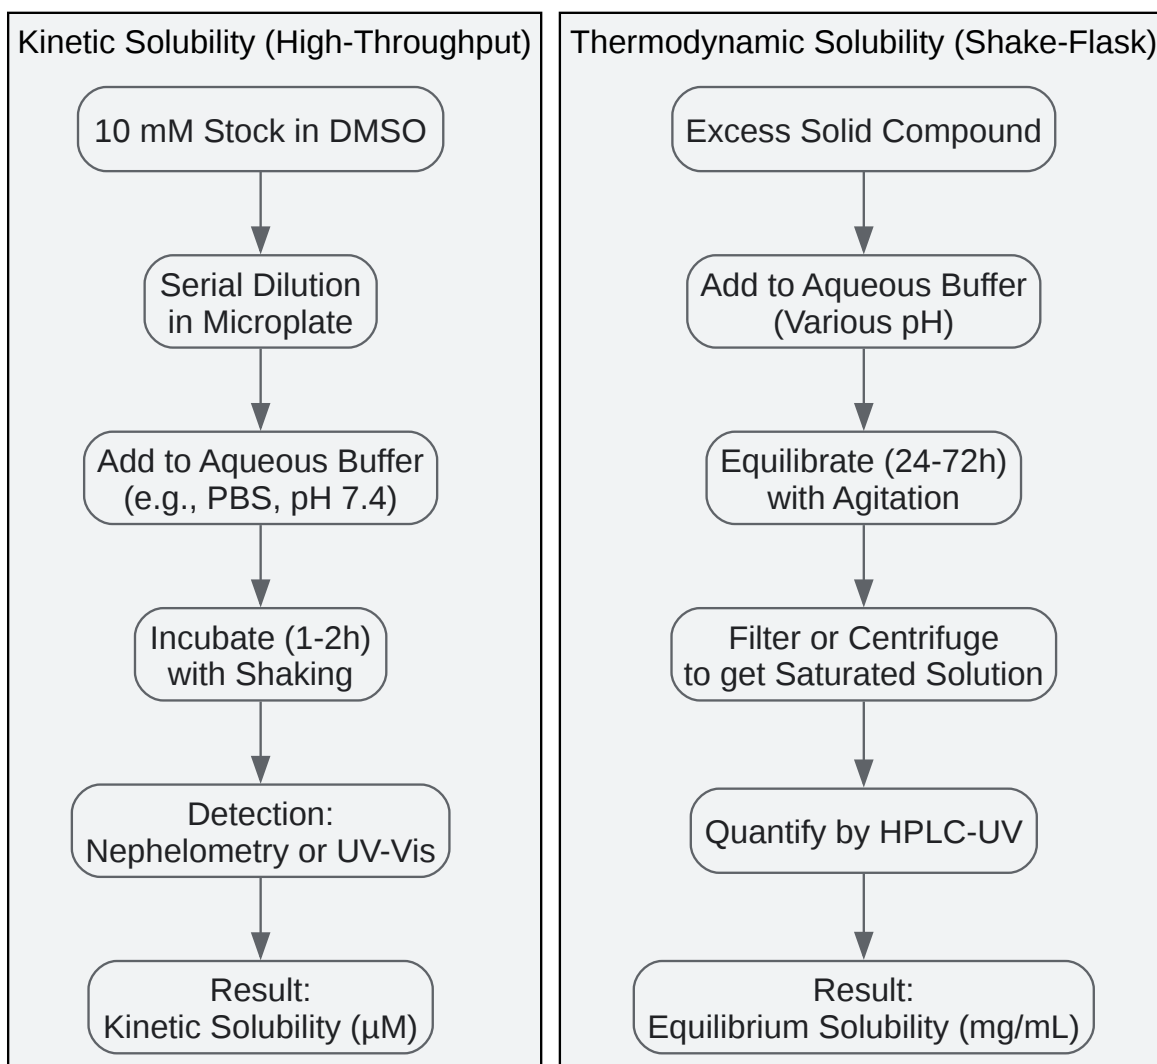 Kinetic Solubility (High-Throughput)
10 mM Stock in DMSO
Serial Dilution
in Microplate
Add to Aqueous Buffer
(e.g., PBS, pH 7.4)
Incubate (1-2h)
with Shaking
Detection:
Nephelometry or UV-Vis
Result:
Kinetic Solubility (µM)
Thermodynamic Solubility (Shake-Flask)
Excess Solid Compound
Add to Aqueous Buffer
(Various pH)
Equilibrate (24-72h)
with Agitation
Filter or Centrifuge
to get Saturated Solution
Quantify by HPLC-UV
Result:
Equilibrium Solubility (mg/mL)